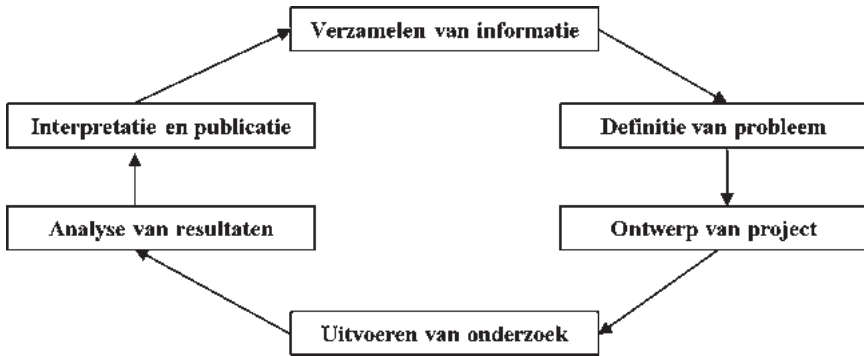 Verzamelen van informatie
Interpretatie en publicatie
Definitie van probleem
Analyse van resultaten
Ontwerp van project
Uitvoeren van onderzoek